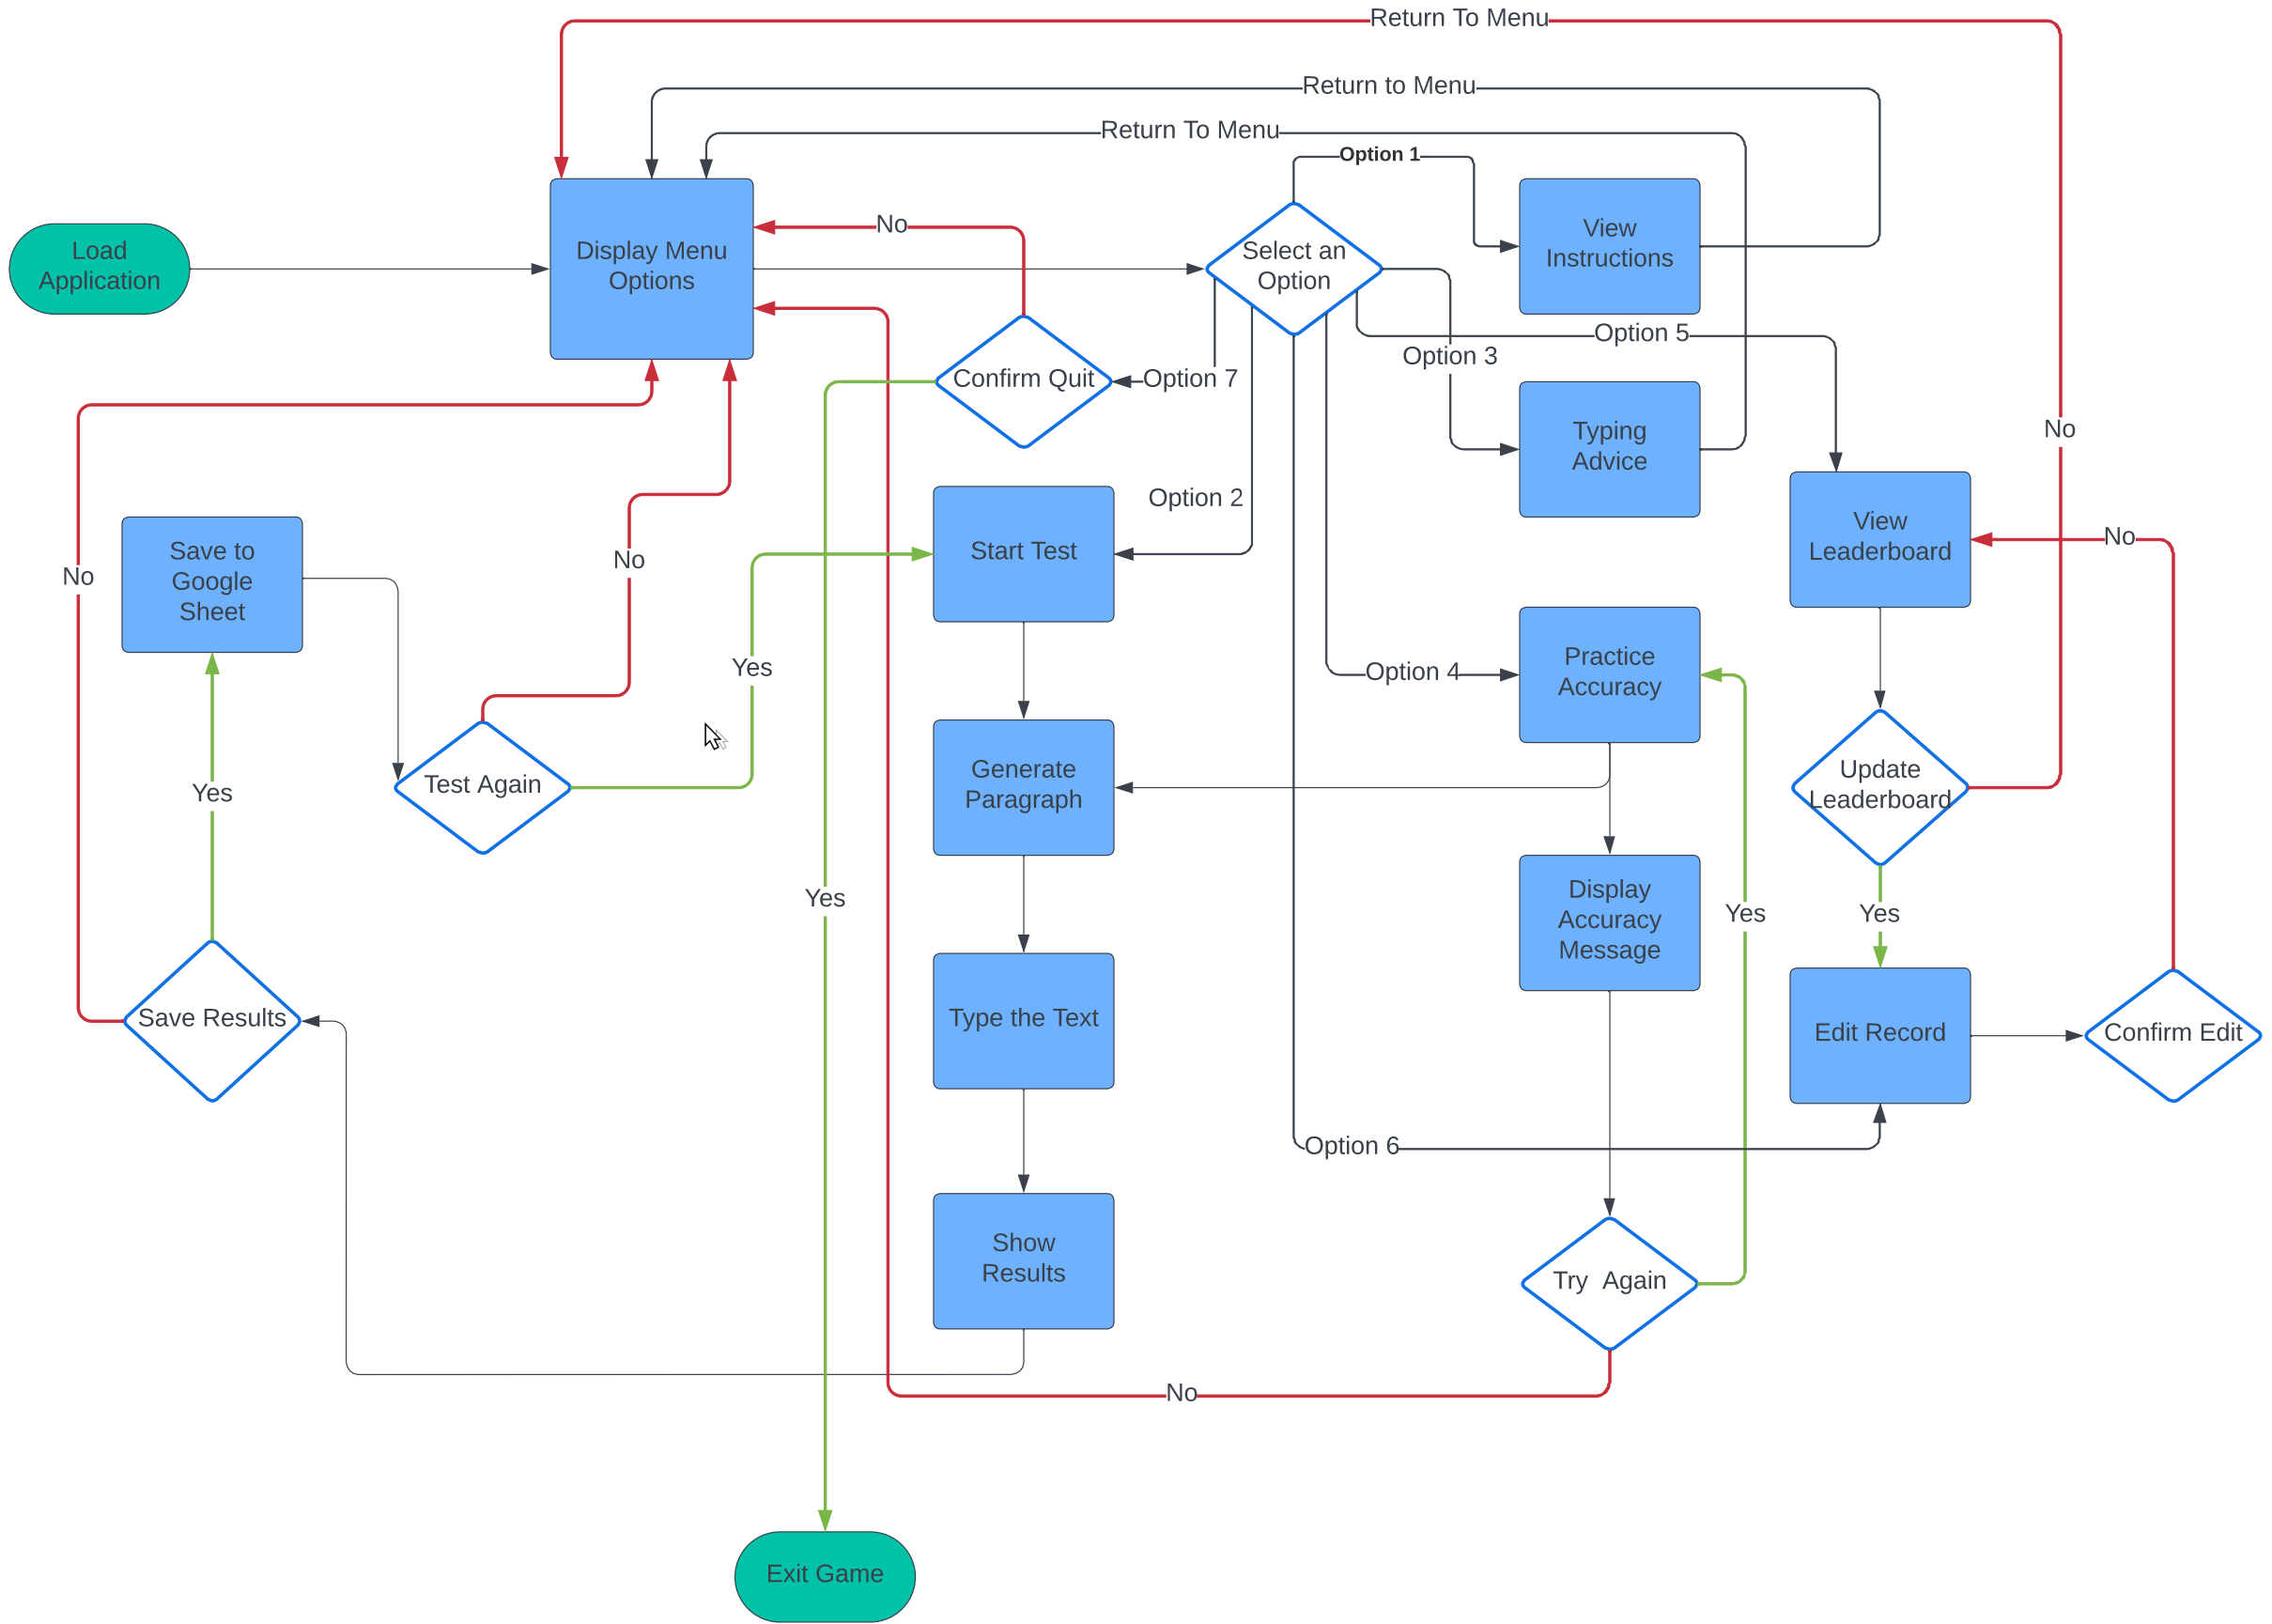 Return To Menu
Return to Menu
Return To Menu
Option 1
Load
Application
Display Menu
Options
No
Select an
Option
View
Instructions
Option 5
Option 3
Confirm Quit
Option 7
Typing
Advice
No
Option 2
Save to
Google
Sheet
No
No
Start Test
View
Leaderboard
No
Yes
Practice
Accuracy
Option 4
Test Again
Yes
Generate
Paragraph
Update
Leaderboard
Yes
Display
Accuracy
Message
Yes
Yes
Save Results
Type the Text
Edit Record
Confirm Edit
Option 6
Show
Results
Try  Again
No
Exit Game